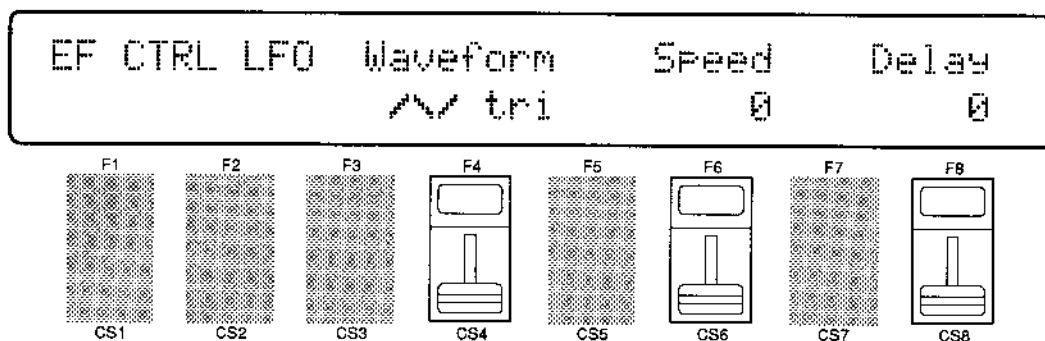 EF CTRL LFO Waveform Speed Delay
/\/ tri 0 0
F1 F2 F3 F4 F5 F6 F7 F8
CS1 CS2 CS3 CS4 CS5 CS6 CS7 CS8